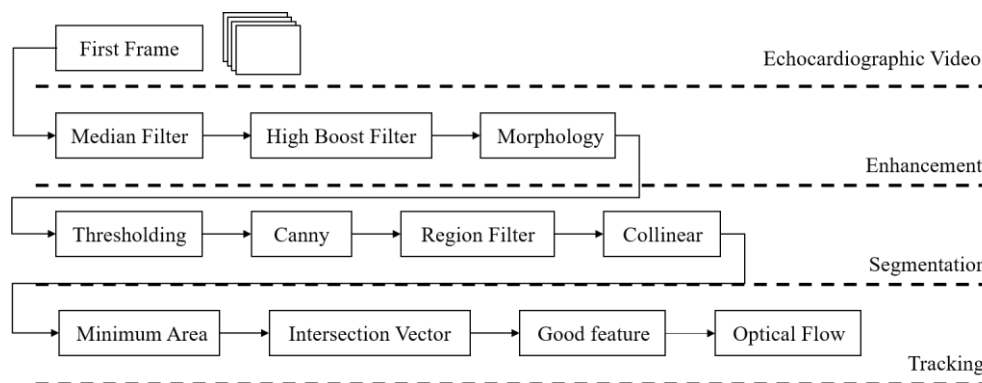 First Frame
Echocardiographic Video
Median Filter
High Boost Filter
Morphology
Enhancement
Thresholding
Canny
Region Filter
Collinear
Segmentation
Minimum Area
Intersection Vector
Good feature
Optical Flow
Tracking